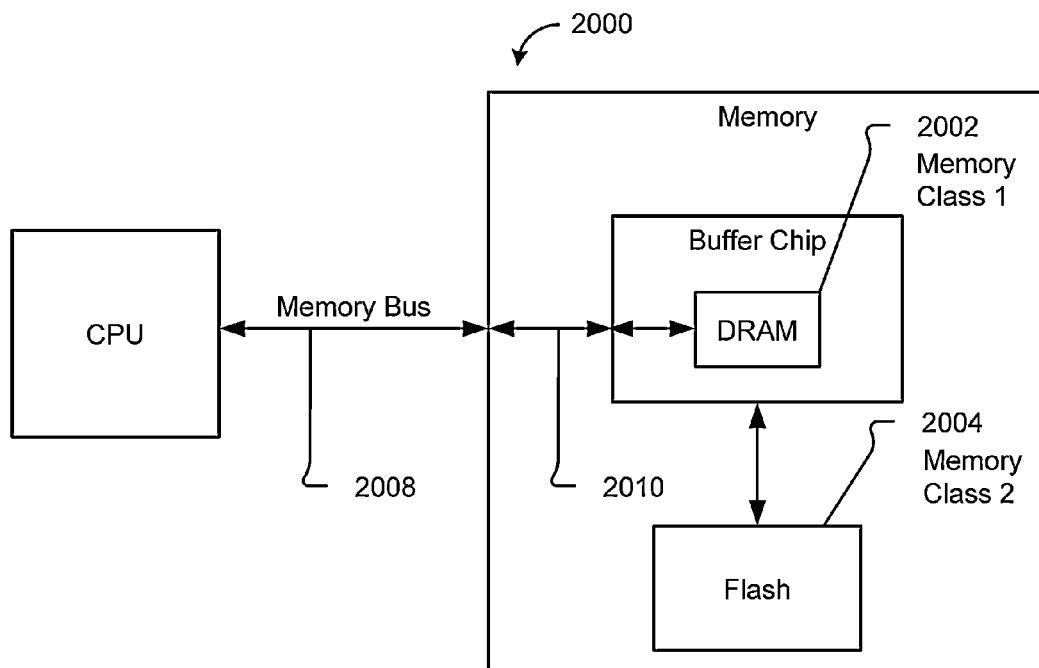 2000
Memory
2002
Memory
Class 1
Buffer Chip
Memory Bus
CPU
DRAM
2008
2010
2004
Memory
Class 2
Flash